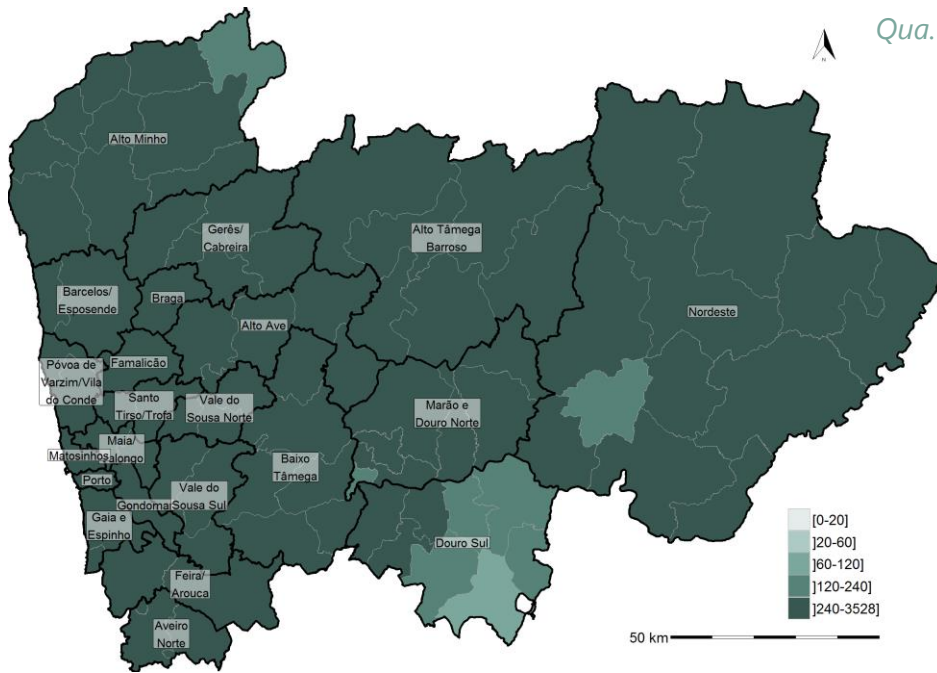 Qua.
N
Alto Minho
Gerês/
Cabreira
Alto Tâmega
Barroso
Barcelos/
Esposende
Braga
Nordeste
Alto Ave
Póvoa de
Varzim/Vila
do Conde
Famalicão
Santo
Tirso/Trofa
Vale do
Sousa Norte
Marão e
Douro Norte
Matosinhos
Maia/
Valongo
Baixo
Tâmega
Porto
Vale do
Sousa Sul
Gondomar
Gaia e
Espinho
Douro Sul
Feira/
Arouca
Aveiro
Norte
[0-20]
]20-60]
]60-120]
]120-240]
]240-3528]
50 km